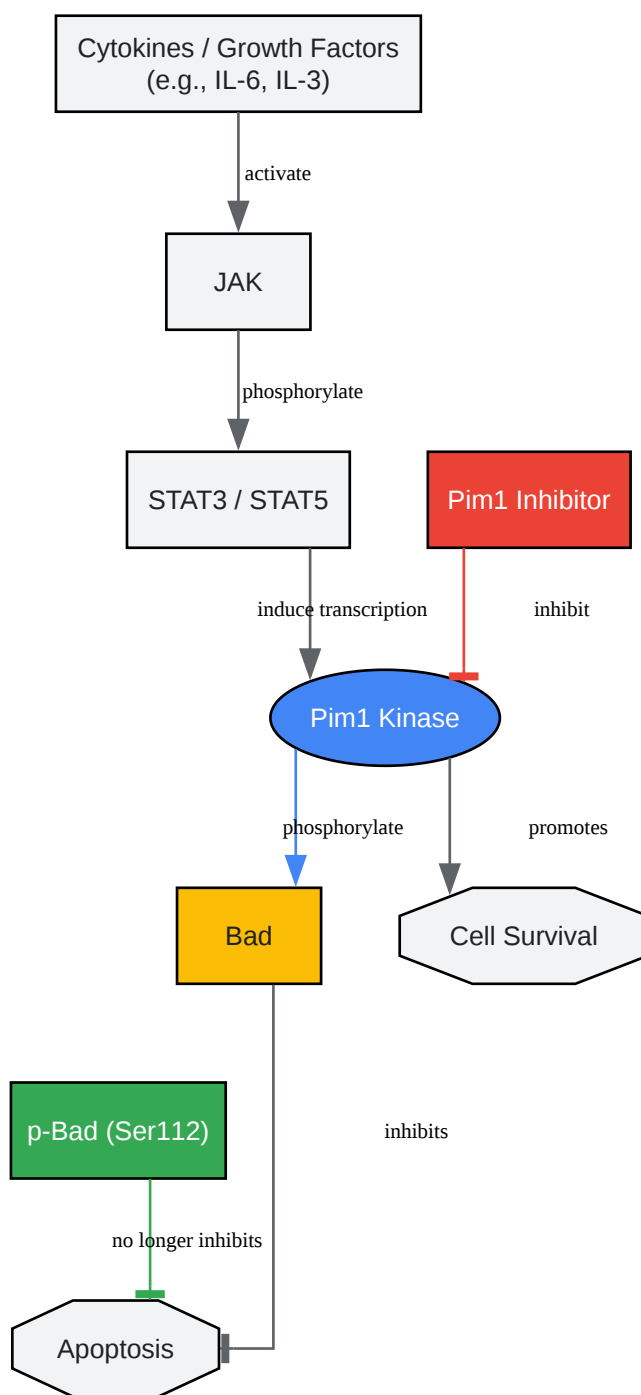 Cytokines / Growth Factors
(e.g., IL-6, IL-3)
activate
JAK
phosphorylate
STAT3 / STAT5
Pim1 Inhibitor
induce transcription
inhibit
Pim1 Kinase
phosphorylate
promotes
Bad
Cell Survival
p-Bad (Ser112)
inhibits
no longer inhibits
Apoptosis